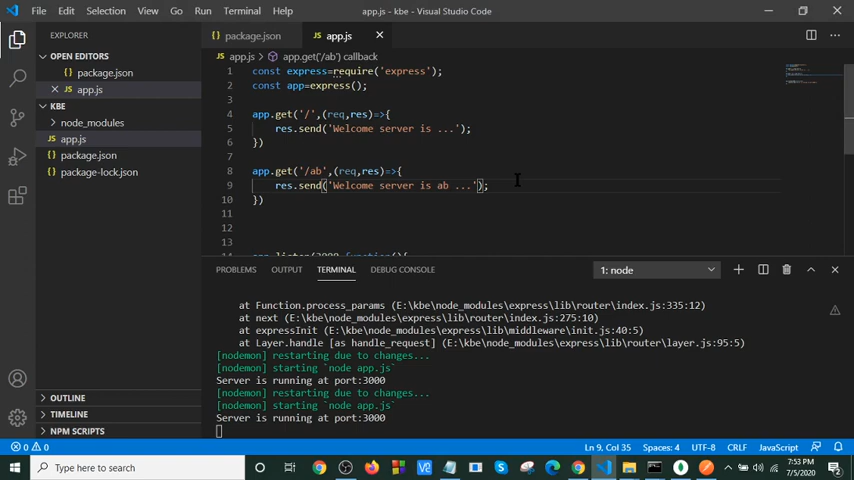 File Edit Selection View Go Run Terminal Help app.js - kbe - Visual Studio Code
EXPLORER
OPEN EDITORS
package.json
app.js
KBE
node_modules
app.js
package.json
package-lock.json
OUTLINE
TIMELINE
NPM SCRIPTS
package.json app.js
app.js > app.get('/ab') callback
1 const express=require('express');
2 const app=express();
3
4 app.get('/',(req,res)=>{
5 res.send('Welcome server is ...');
6 })
7
8 app.get('/ab',(req,res)=>{
9 res.send('Welcome server is ab ...');
10 })
11
12
13
14 app.listen(3000,function(){
PROBLEMS OUTPUT TERMINAL DEBUG CONSOLE 1: node
at Function.process_params (E:\kbe\node_modules\express\lib\router\index.js:335:12)
at next (E:\kbe\node_modules\express\lib\router\index.js:275:10)
at expressInit (E:\kbe\node_modules\express\lib\middleware\init.js:40:5)
at Layer.handle [as handle_request] (E:\kbe\node_modules\express\lib\router\layer.js:95:5)
[nodemon] restarting due to changes...
[nodemon] starting `node app.js`
Server is running at port:3000
[nodemon] restarting due to changes...
[nodemon] starting `node app.js`
Server is running at port:3000
0 0 Ln 9, Col 35 Spaces: 4 UTF-8 CRLF JavaScript
Type here to search
7:53 PM
7/5/2020